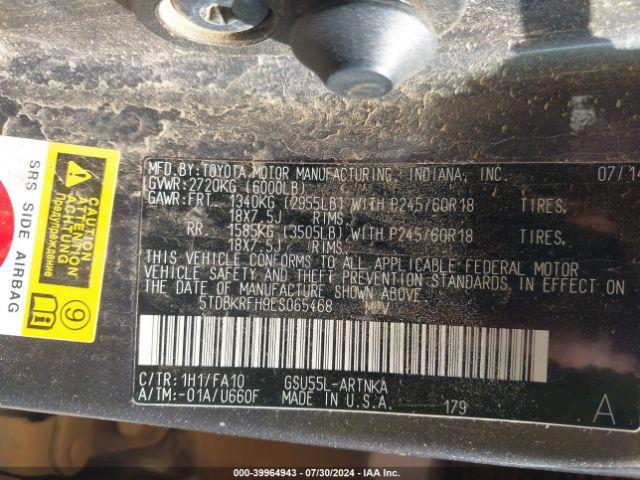 MFD.BY:TOYOTA MOTOR MANUFACTURING, INDIANA, INC. 07/14
GVWR:2720KG (6000LB)
GAWR:FRT. 1340KG (2955LB) WITH P245/60R18 TIRES,
18X7.5J RIMS,
RR. 1585KG (3505LB) WITH P245/60R18 TIRES,
18X7.5J RIMS,
THIS VEHICLE CONFORMS TO ALL APPLICABLE FEDERAL MOTOR
VEHICLE SAFETY AND THEFT PREVENTION STANDARDS IN EFFECT ON
THE DATE OF MANUFACTURE SHOWN ABOVE.
5TDBKRFH9ES065468 MPV
C/TR: 1H1/FA10 GSU55L-ARTNKA
A/TM:-01A/U660F MADE IN U.S.A. 179 A
SRS SIDE AIRBAG
CAUTION
ATTENTION
ACHTUNG
Упреждение
9
000-39964943 / 07/30/2024 - IAA Inc.